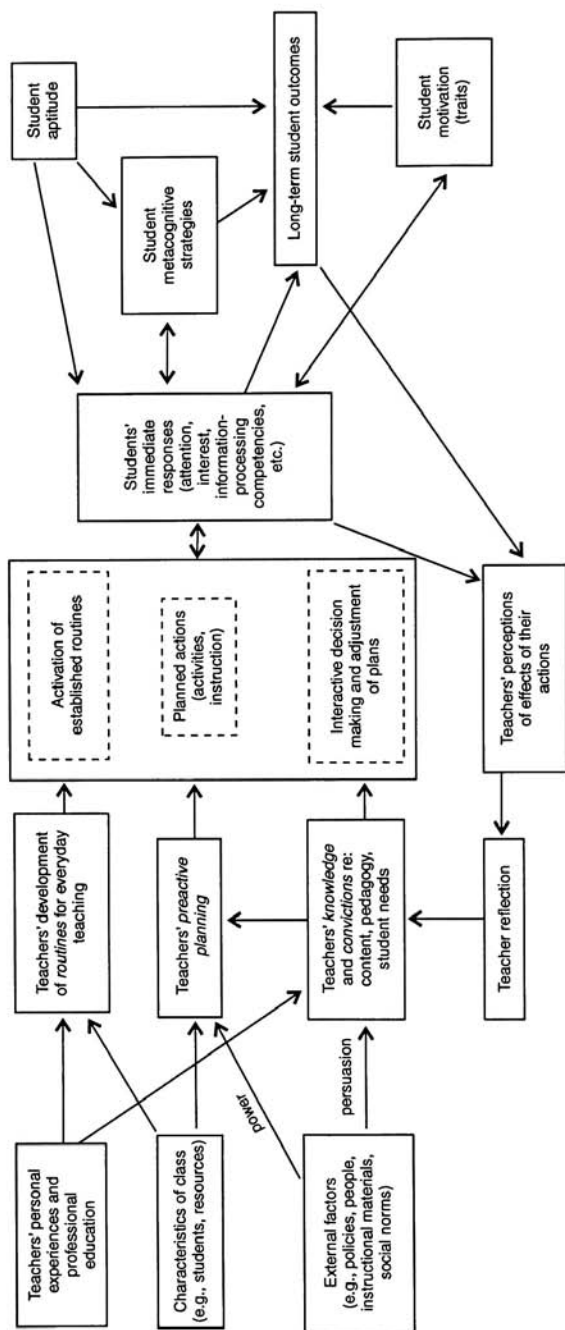 Teachers' personal
experiences and
professional
education
Characteristics of class
(e.g., students, resources)
External factors
(e.g., policies, people,
instructional materials,
social norms)
power
persuasion
Teachers' development
of routines for everyday
teaching
Teachers' preactive
planning
Teachers' knowledge
and convictions re:
content, pedagogy,
student needs
Teacher reflection
Activation of
established routines
Planned actions
(activities,
instruction)
Interactive decision
making and adjustment
of plans
Teachers' perceptions
of effects of their
actions
Students'
immediate
responses
(attention,
interest,
information-
processing
competencies,
etc.)
Student
metacognitive
strategies
Student
aptitude
Long-term student outcomes
Student
motivation
(traits)